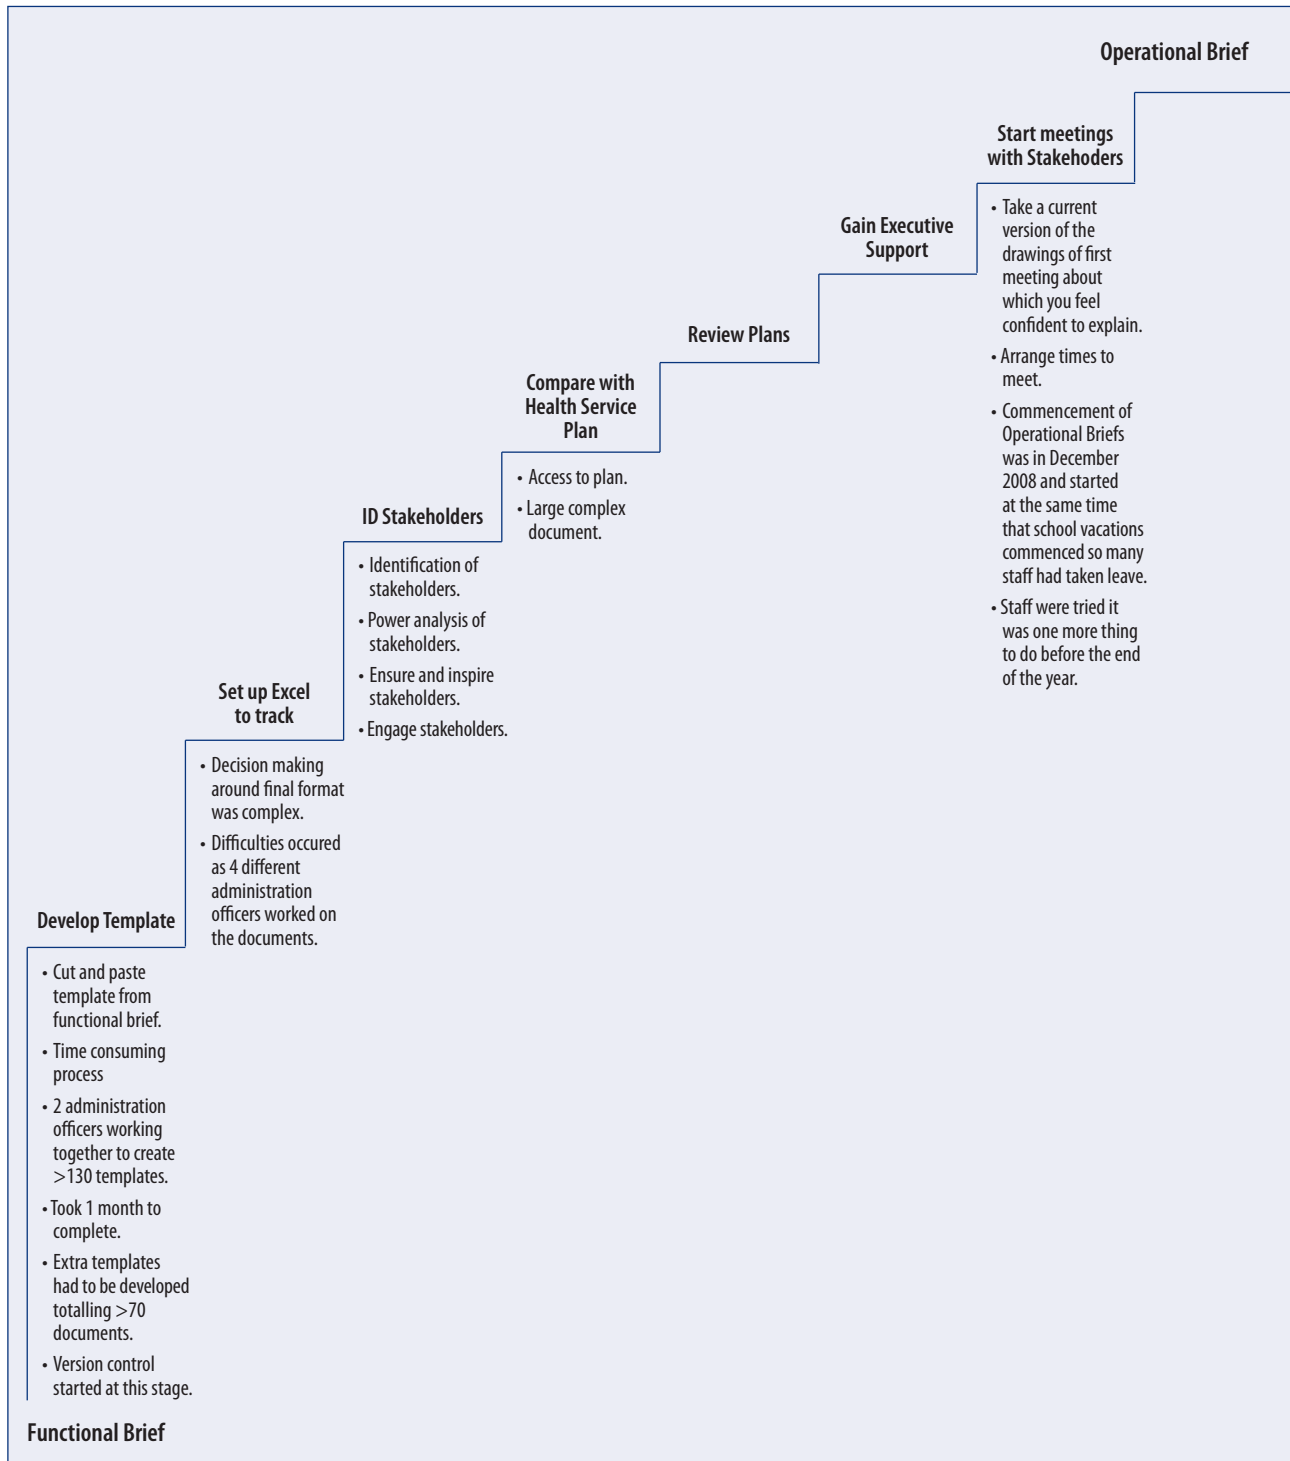 Operational Brief
Start meetings
with Stakehoders
• Take a current
version of the
drawings of first
meeting about
which you feel
confident to explain.
• Arrange times to
meet.
• Commencement of
Operational Briefs
was in December
2008 and started
at the same time
that school vacations
commenced so many
staff had taken leave.
• Staff were tried it
was one more thing
to do before the end
of the year.
Gain Executive
Support
Review Plans
Compare with
Health Service
Plan
• Access to plan.
• Large complex
document.
ID Stakeholders
• Identification of
stakeholders.
• Power analysis of
stakeholders.
• Ensure and inspire
stakeholders.
• Engage stakeholders.
Set up Excel
to track
• Decision making
around final format
was complex.
• Difficulties occured
as 4 different
administration
officers worked on
the documents.
Develop Template
• Cut and paste
template from
functional brief.
• Time consuming
process
• 2 administration
officers working
together to create
>130 templates.
• Took 1 month to
complete.
• Extra templates
had to be developed
totalling >70
documents.
• Version control
started at this stage.
Functional Brief